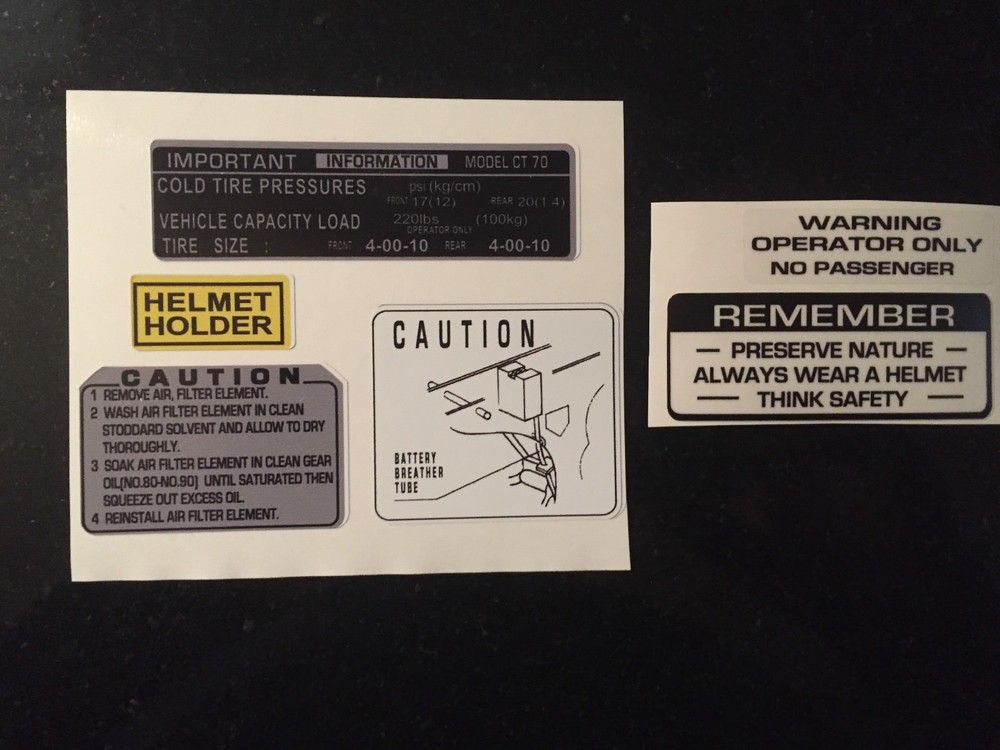 IMPORTANT INFORMATION MODEL CT 70
COLD TIRE PRESSURES psi (kg/cm)
FRONT 17(12) REAR 20(1.4)
VEHICLE CAPACITY LOAD 220lbs (100kg)
OPERATOR ONLY
TIRE SIZE : FRONT 4-00-10 REAR 4-00-10
HELMET
HOLDER
CAUTION
1 REMOVE AIR, FILTER ELEMENT.
2 WASH AIR FILTER ELEMENT IN CLEAN
STODDARD SOLVENT AND ALLOW TO DRY
THOROUGHLY.
3 SOAK AIR FILTER ELEMENT IN CLEAN GEAR
OIL(NO.80-NO.90) UNTIL SATURATED THEN
SQUEEZE OUT EXCESS OIL.
4 REINSTALL AIR FILTER ELEMENT.
CAUTION
BATTERY
BREATHER
TUBE
WARNING
OPERATOR ONLY
NO PASSENGER
REMEMBER
— PRESERVE NATURE —
ALWAYS WEAR A HELMET
— THINK SAFETY —